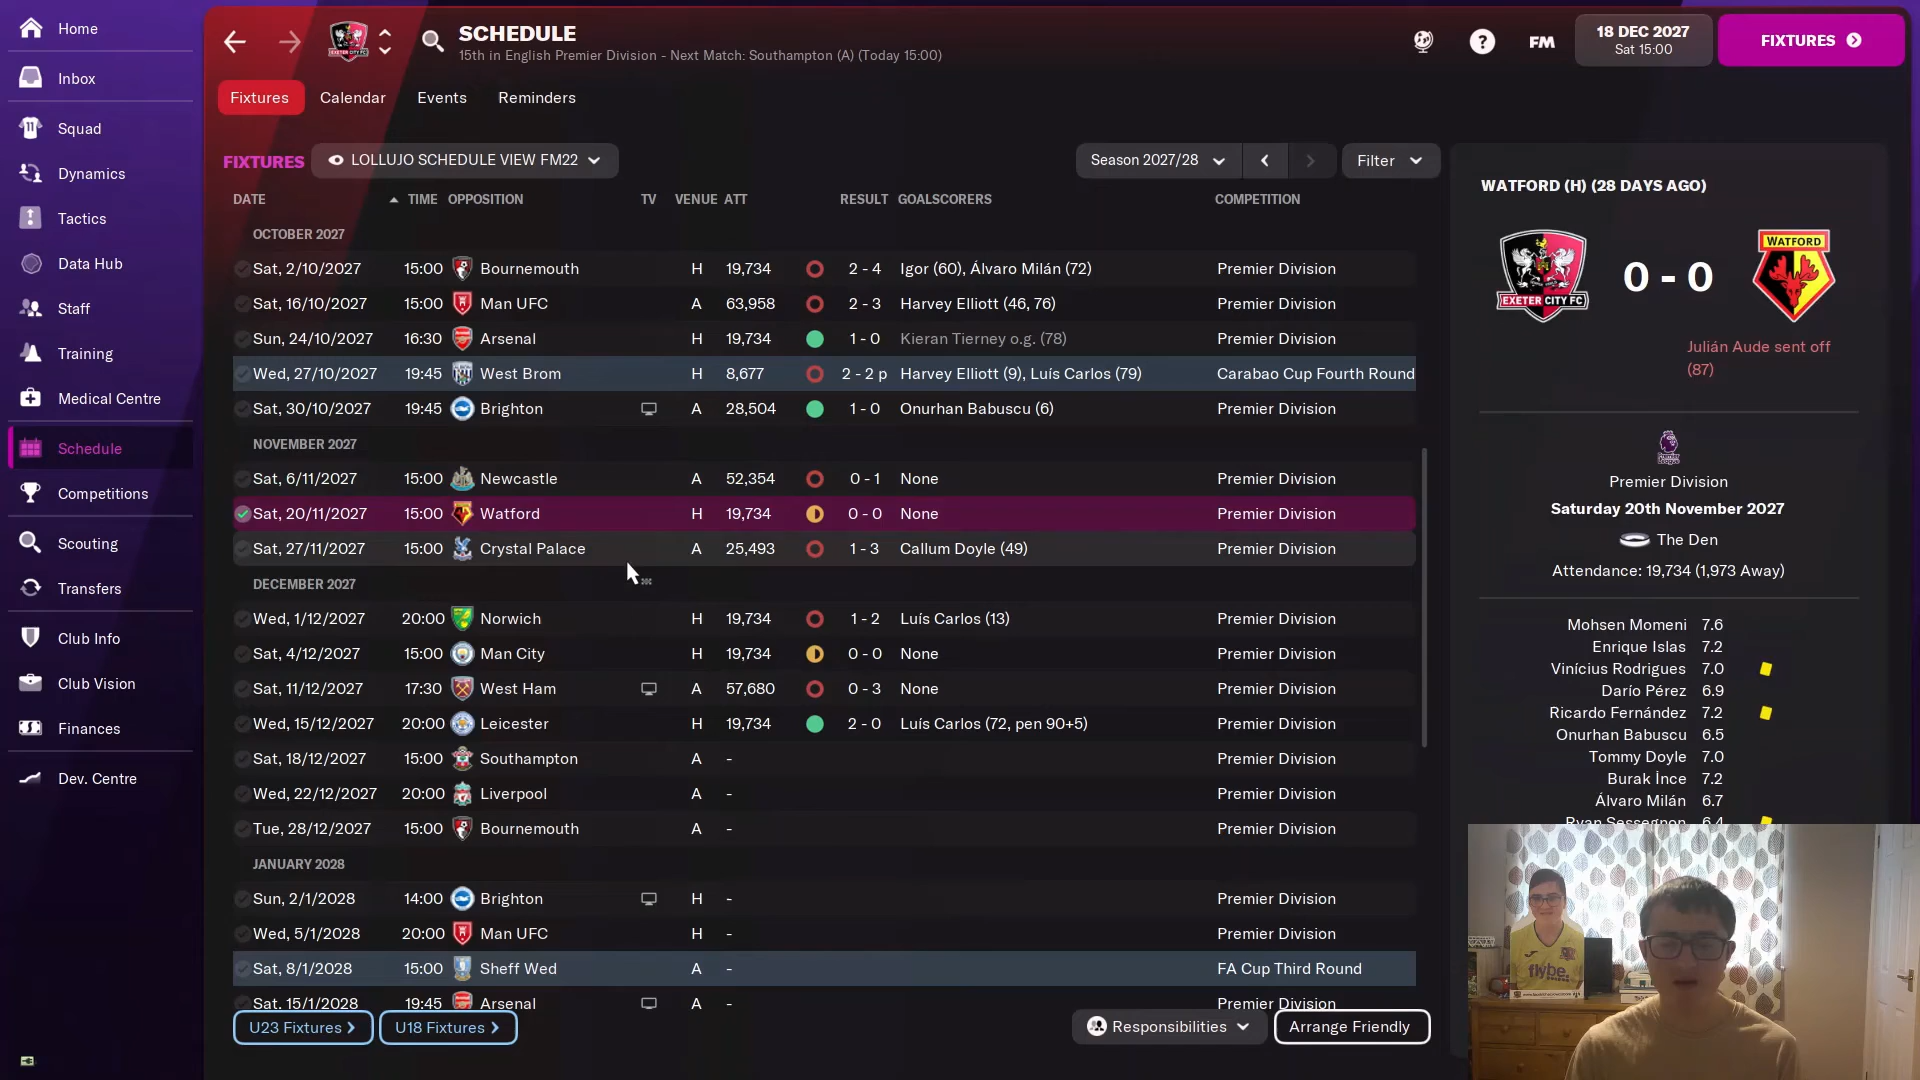 Home
Inbox
Squad
Dynamics
Tactics
Data Hub
Staff
Training
Medical Centre
Schedule
Competitions
Scouting
Transfers
Club Info
Club Vision
Finances
Dev. Centre
EXETER CITY FC
SCHEDULE
15th in English Premier Division - Next Match: Southampton (A) (Today 15:00)
?
FM
18 DEC 2027
Sat 15:00
FIXTURES
Fixtures Calendar Events Reminders
FIXTURES LOLLUJO SCHEDULE VIEW FM22 Season 2027/28 Filter
DATE TIME OPPOSITION TV VENUE ATT RESULT GOALSCORERS COMPETITION
OCTOBER 2027
Sat, 2/10/2027 15:00 Bournemouth H 19,734 2 - 4 Igor (60), Álvaro Milán (72) Premier Division
Sat, 16/10/2027 15:00 Man UFC A 63,958 2 - 3 Harvey Elliott (46, 76) Premier Division
Sun, 24/10/2027 16:30 Arsenal H 19,734 1 - 0 Kieran Tierney o.g. (78) Premier Division
Wed, 27/10/2027 19:45 West Brom H 8,677 2 - 2 p Harvey Elliott (9), Luís Carlos (79) Carabao Cup Fourth Round
Sat, 30/10/2027 19:45 Brighton A 28,504 1 - 0 Onurhan Babuscu (6) Premier Division
NOVEMBER 2027
Sat, 6/11/2027 15:00 Newcastle A 52,354 0 - 1 None Premier Division
Sat, 20/11/2027 15:00 Watford H 19,734 0 - 0 None Premier Division
Sat, 27/11/2027 15:00 Crystal Palace A 25,493 1 - 3 Callum Doyle (49) Premier Division
DECEMBER 2027
Wed, 1/12/2027 20:00 Norwich H 19,734 1 - 2 Luís Carlos (13) Premier Division
Sat, 4/12/2027 15:00 Man City H 19,734 0 - 0 None Premier Division
Sat, 11/12/2027 17:30 West Ham A 57,680 0 - 3 None Premier Division
Wed, 15/12/2027 20:00 Leicester H 19,734 2 - 0 Luís Carlos (72, pen 90+5) Premier Division
Sat, 18/12/2027 15:00 Southampton A - Premier Division
Wed, 22/12/2027 20:00 Liverpool A - Premier Division
Tue, 28/12/2027 15:00 Bournemouth A - Premier Division
JANUARY 2028
Sun, 2/1/2028 14:00 Brighton H - Premier Division
Wed, 5/1/2028 20:00 Man UFC H - Premier Division
Sat, 8/1/2028 15:00 Sheff Wed A - FA Cup Third Round
Sat, 15/1/2028 19:45 Arsenal A - Premier Division
U23 Fixtures U18 Fixtures Responsibilities Arrange Friendly
WATFORD (H) (28 DAYS AGO)
EXETER CITY FC
0 - 0
WATFORD
Julián Aude sent off
(87)
Premier Division
Saturday 20th November 2027
The Den
Attendance: 19,734 (1,973 Away)
Mohsen Momeni 7.6
Enrique Islas 7.2
Vinícius Rodrigues 7.0
Darío Pérez 6.9
Ricardo Fernández 7.2
Onurhan Babuscu 6.5
Tommy Doyle 7.0
Burak İnce 7.2
Álvaro Milán 6.7
Ryan Sessegnon 6.4
flybe.